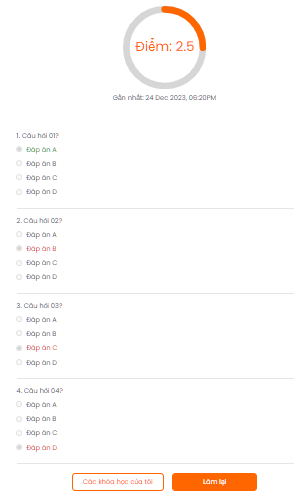 Điểm: 2.5
Gần nhất: 24 Dec 2023, 06:20PM
1. Câu hỏi 01?
Đáp án A
Đáp án B
Đáp án C
Đáp án D
2. Câu hỏi 02?
Đáp án A
Đáp án B
Đáp án C
Đáp án D
3. Câu hỏi 03?
Đáp án A
Đáp án B
Đáp án C
Đáp án D
4. Câu hỏi 04?
Đáp án A
Đáp án B
Đáp án C
Đáp án D
Các khóa học của tôi
Làm lại